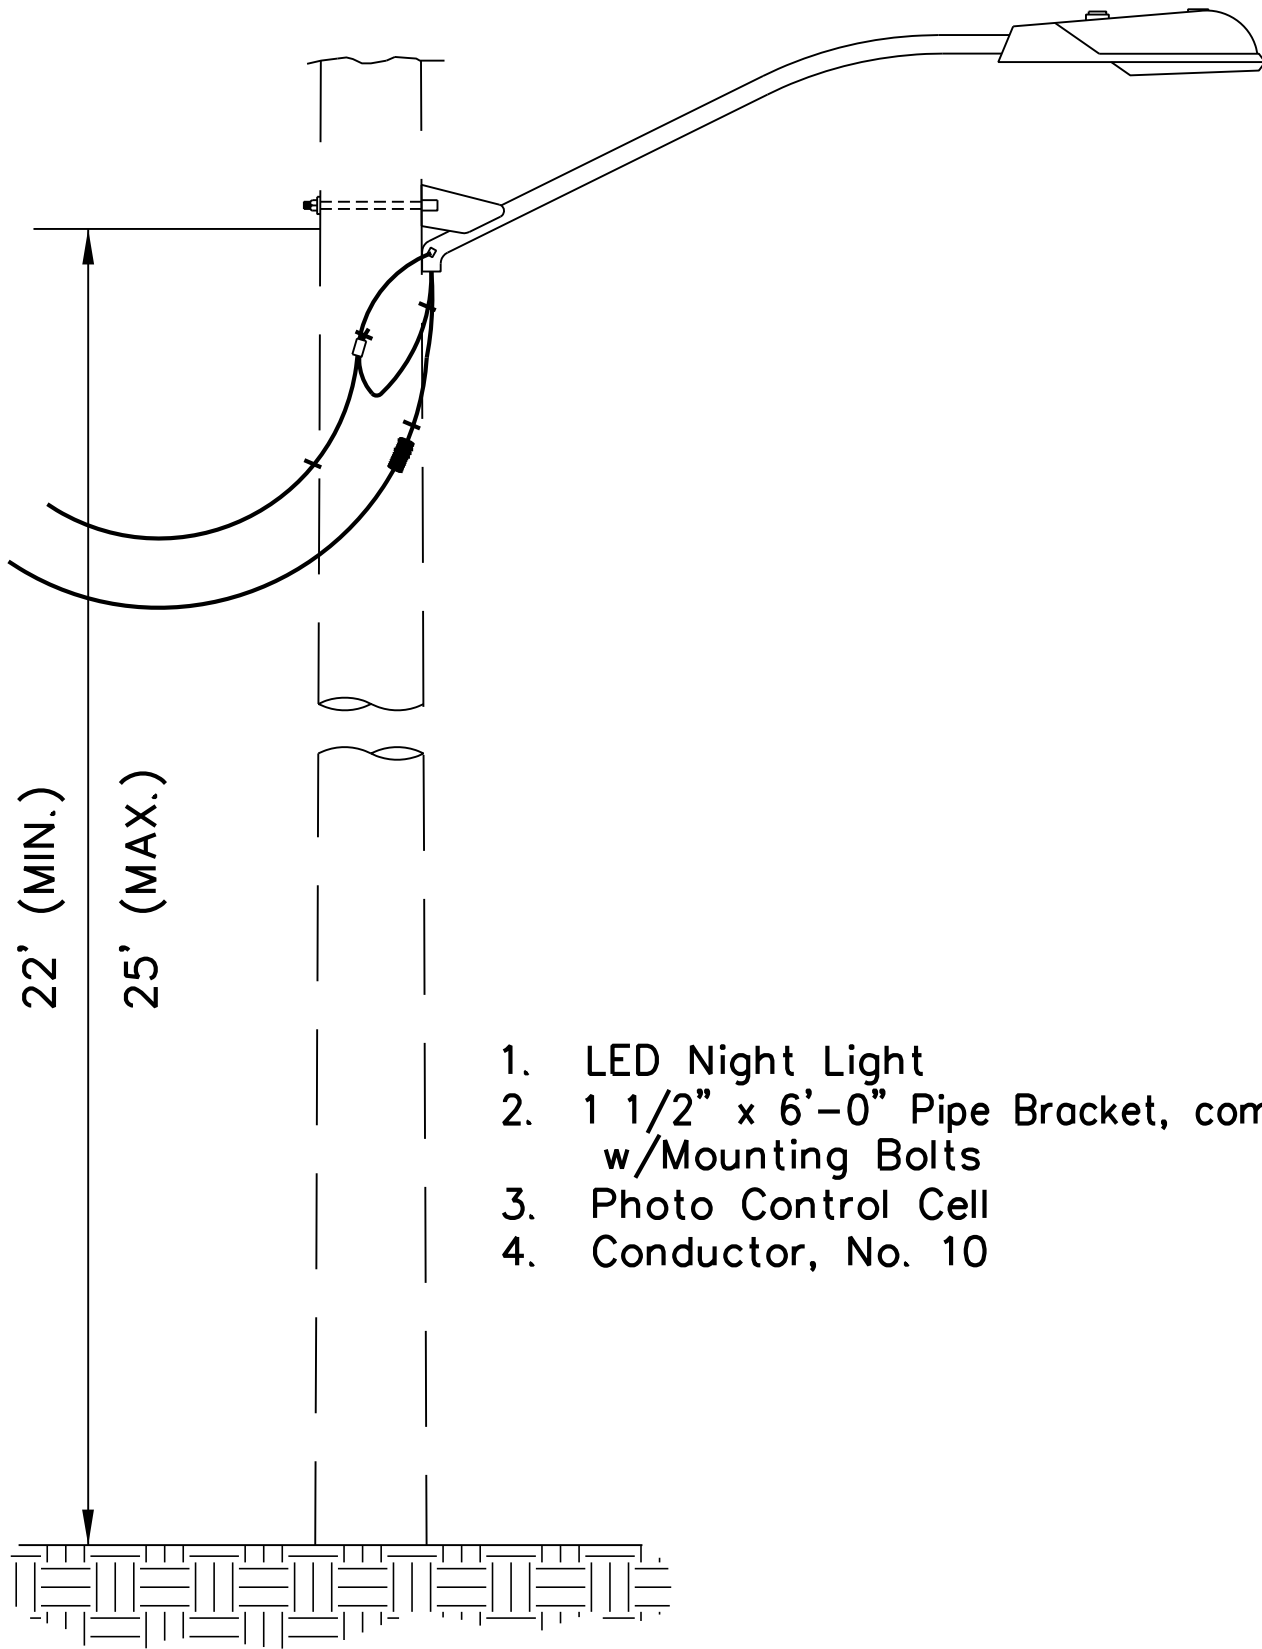 22' (MIN.)
25' (MAX.)
1. LED Night Light
2. 1 1/2" x 6'-0" Pipe Bracket,
w/Mounting Bolts
3. Photo Control Cell
4. Conductor, No. 10